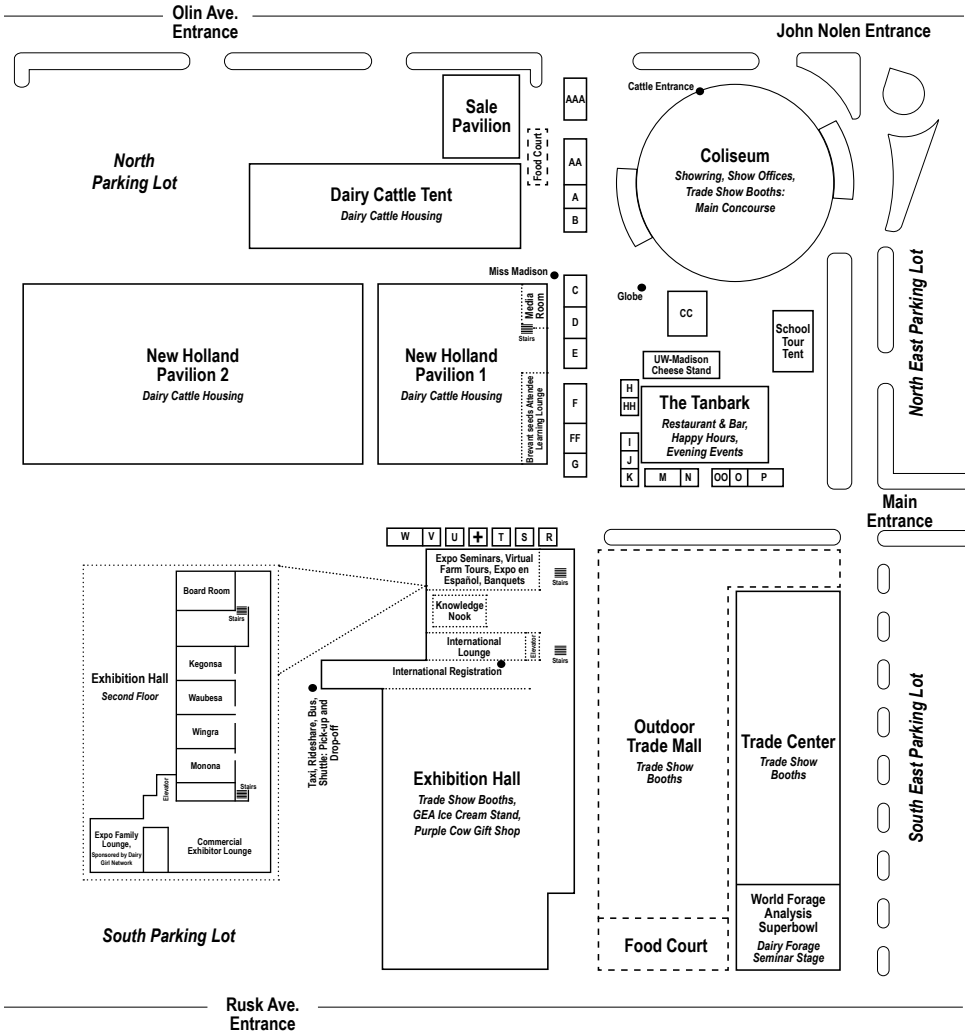 Olin Ave.
Entrance
John Nolen Entrance
Cattle Entrance
AAA
Sale
Pavilion
Food Court
North
Parking Lot
AA
A
B
Coliseum
Showring, Show Offices,
Trade Show Booths:
Main Concourse
Dairy Cattle Tent
Dairy Cattle Housing
Miss Madison
Globe
North East Parking Lot
C
D
E
F
FF
G
Media
Room
Stairs
CC
School
Tour
Tent
New Holland
Pavilion 2
Dairy Cattle Housing
New Holland
Pavilion 1
Dairy Cattle Housing
Brevant seeds Attendee
Learning Lounge
UW-Madison
Cheese Stand
H
HH
I
J
K
The Tanbark
Restaurant & Bar,
Happy Hours,
Evening Events
M
N
OO
O
P
Main
Entrance
W
V
U
+
T
S
R
Expo Seminars, Virtual
Farm Tours, Expo en
Español, Banquets
Stairs
Knowledge
Nook
International
Lounge
Elevator
Stairs
International Registration
Board Room
Stairs
Kegonsa
Exhibition Hall
Second Floor
Waubesa
Wingra
Monona
Elevator
Stairs
Expo Family
Lounge,
Sponsored by Dairy
Girl Network
Commercial
Exhibitor Lounge
Taxi, Rideshare, Bus,
Shuttle: Pick-up and
Drop-off
Exhibition Hall
Trade Show Booths,
GEA Ice Cream Stand,
Purple Cow Gift Shop
Outdoor
Trade Mall
Trade Show
Booths
Trade Center
Trade Show
Booths
South East Parking Lot
World Forage
Analysis
Superbowl
Dairy Forage
Seminar Stage
Food Court
South Parking Lot
Rusk Ave.
Entrance